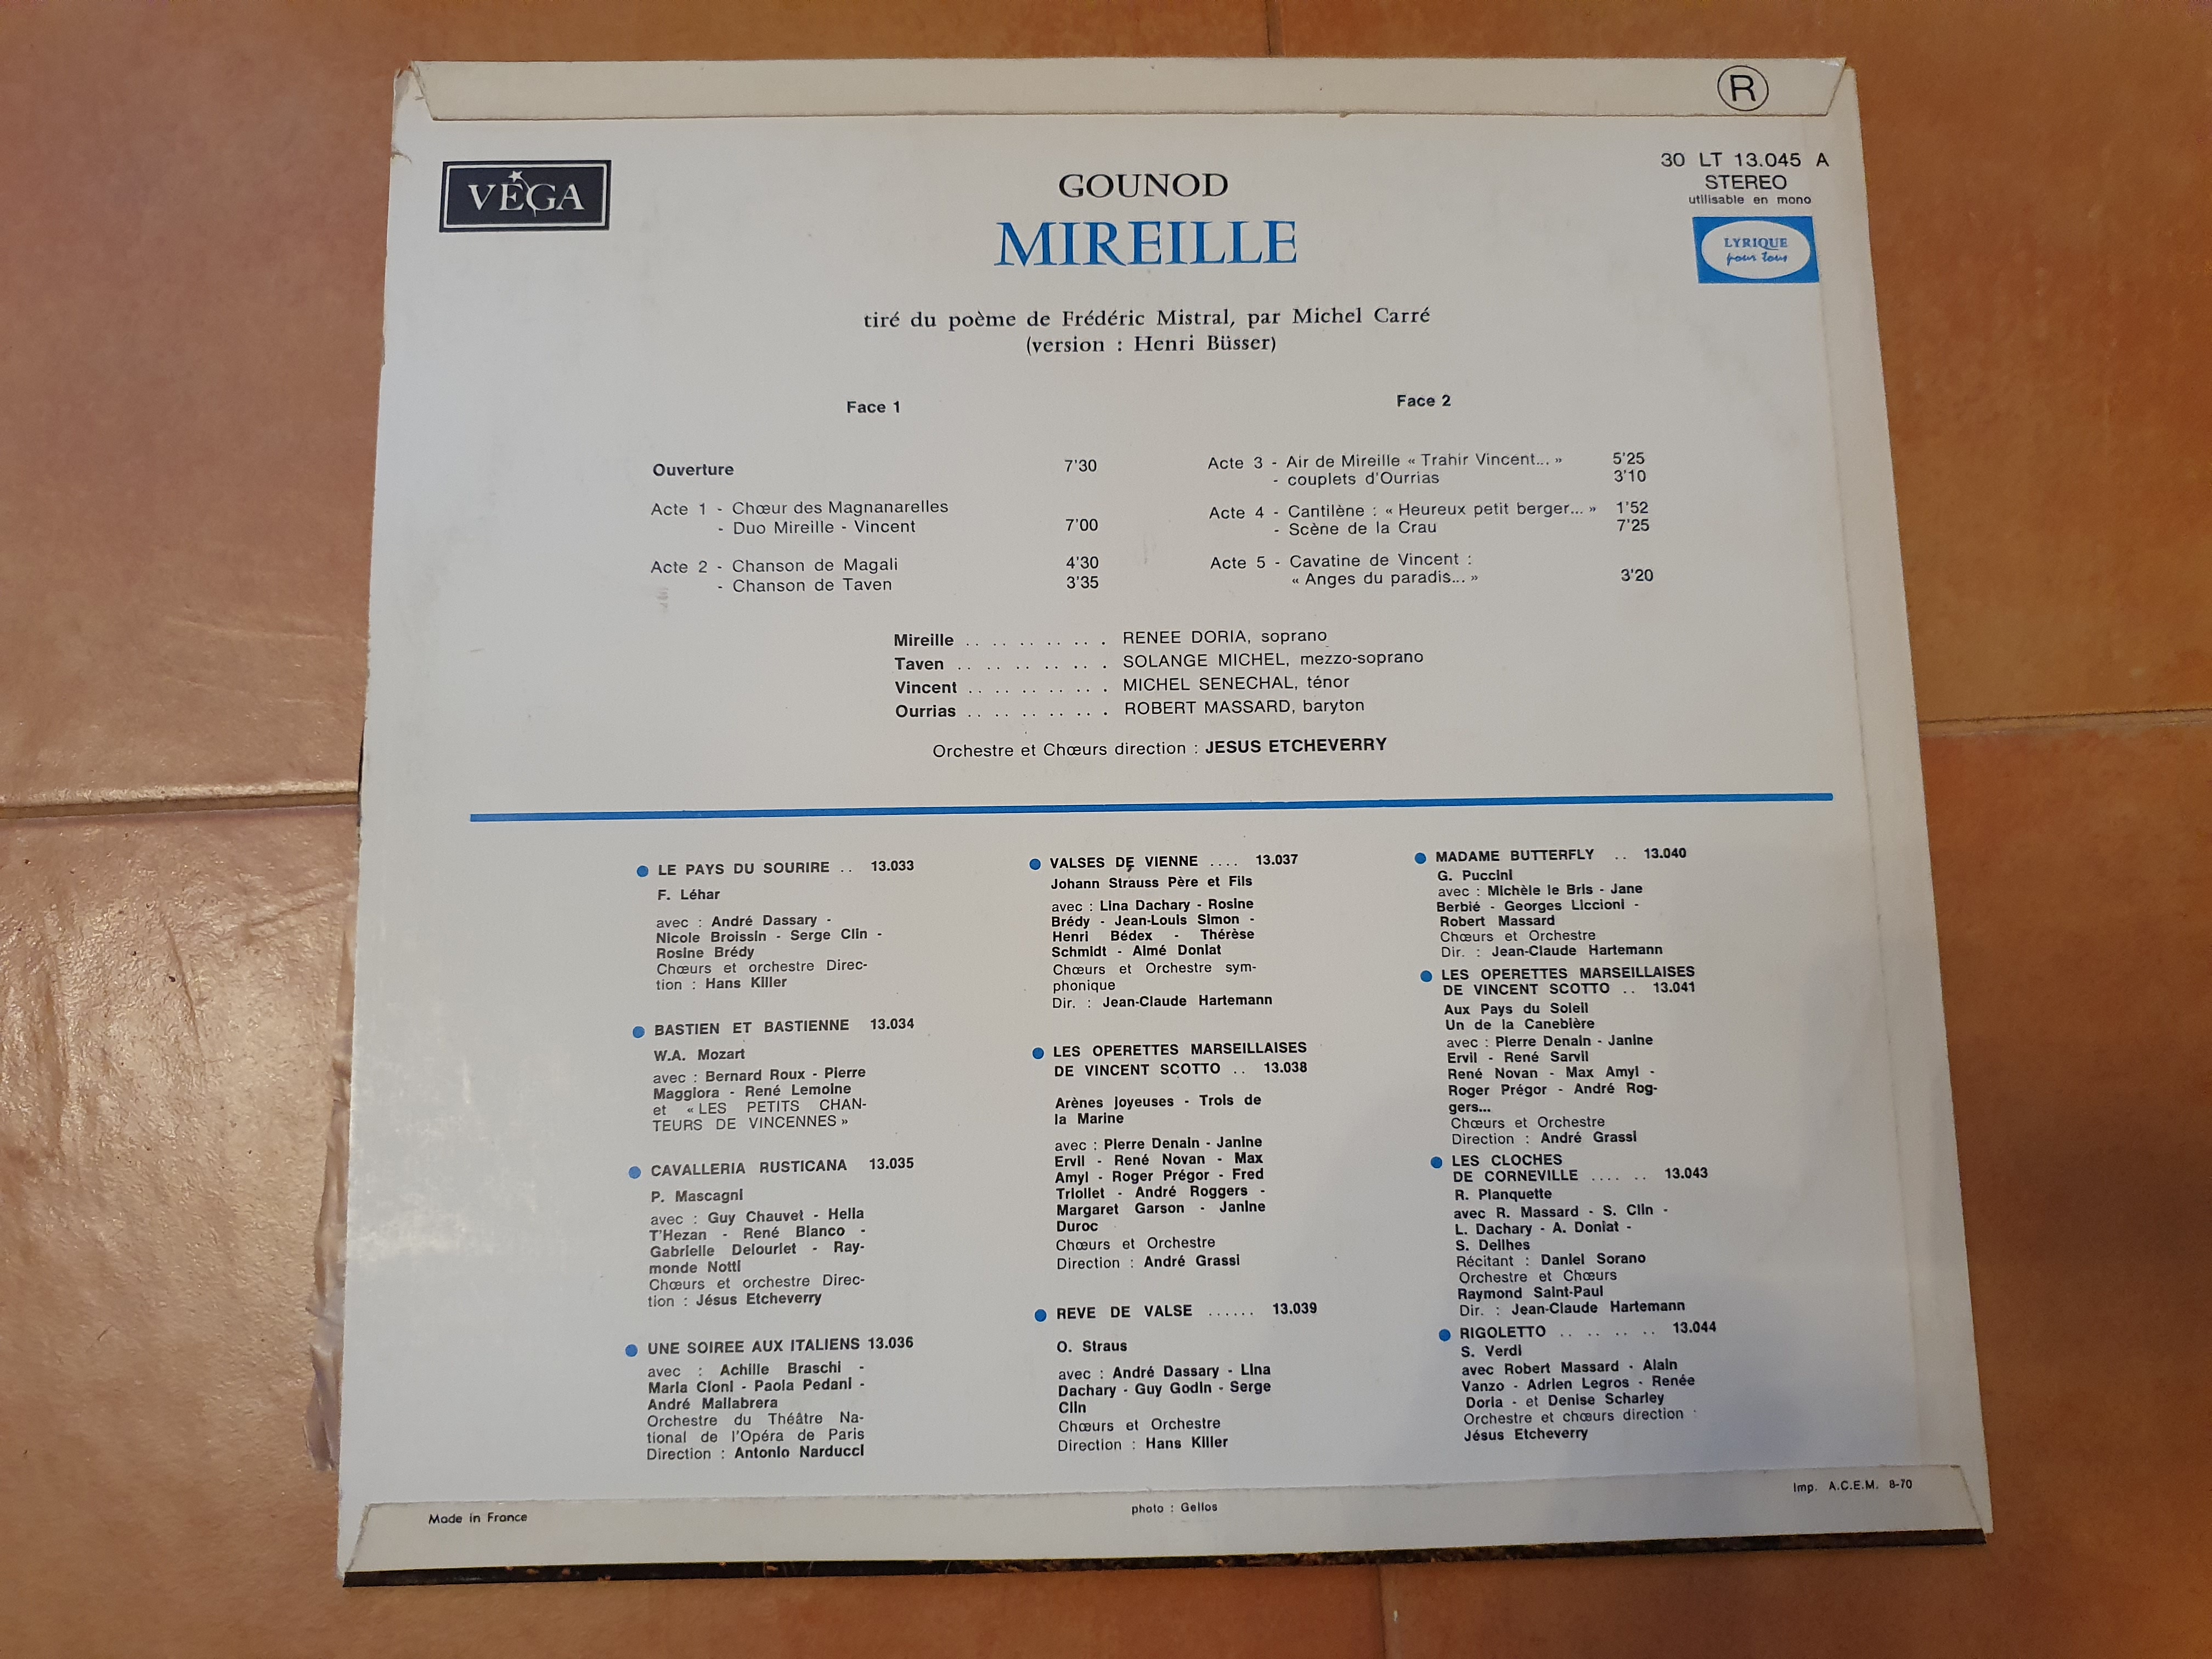 R
VÉGA
30 LT 13.045 A
STEREO
utilisable en mono
LYRIQUE
pour tous
GOUNOD
MIREILLE
tiré du poème de Frédéric Mistral, par Michel Carré
(version : Henri Büsser)
Face 1
Ouverture 7'30
Acte 1 - Chœur des Magnanarelles
- Duo Mireille - Vincent 7'00
Acte 2 - Chanson de Magali 4'30
- Chanson de Taven 3'35
Face 2
Acte 3 - Air de Mireille « Trahir Vincent... » 5'25
- couplets d'Ourrias 3'10
Acte 4 - Cantilène : « Heureux petit berger... » 1'52
- Scène de la Crau 7'25
Acte 5 - Cavatine de Vincent :
« Anges du paradis... » 3'20
Mireille .. .. .. .. .. . RENEE DORIA, soprano
Taven .. .. .. .. .. . SOLANGE MICHEL, mezzo-soprano
Vincent .. .. .. .. .. . MICHEL SENECHAL, ténor
Ourrias .. .. .. .. .. . ROBERT MASSARD, baryton
Orchestre et Chœurs direction : JESUS ETCHEVERRY
LE PAYS DU SOURIRE .. 13.033
F. Léhar
avec : André Dassary -
Nicole Broissin - Serge Clin -
Rosine Brédy
Chœurs et orchestre Direc-
tion : Hans Killer
BASTIEN ET BASTIENNE 13.034
W.A. Mozart
avec : Bernard Roux - Pierre
Maggiora - René Lemoine
et « LES PETITS CHAN-
TEURS DE VINCENNES »
CAVALLERIA RUSTICANA 13.035
P. Mascagni
avec : Guy Chauvet - Hella
T'Hezan - René Bianco -
Gabrielle Delouriet - Ray-
monde Notti
Chœurs et orchestre Direc-
tion : Jésus Etcheverry
UNE SOIREE AUX ITALIENS 13.036
avec : Achille Braschi -
Maria Cioni - Paola Pedani -
André Mallabrera
Orchestre du Théâtre Na-
tional de l'Opéra de Paris
Direction : Antonio Narducci
VALSES DE VIENNE .... 13.037
Johann Strauss Père et Fils
avec : Lina Dachary - Rosine
Brédy - Jean-Louis Simon -
Henri Bédex - Thérèse
Schmidt - Aimé Doniat
Chœurs et Orchestre sym-
phonique
Dir. : Jean-Claude Hartemann
LES OPERETTES MARSEILLAISES
DE VINCENT SCOTTO .. 13.038
Arènes joyeuses - Trois de
la Marine
avec : Pierre Denain - Janine
Ervil - René Novan - Max
Amyl - Roger Prégor - Fred
Triollet - André Roggers -
Margaret Garson - Janine
Duroc
Chœurs et Orchestre
Direction : André Grassi
REVE DE VALSE ...... 13.039
O. Straus
avec : André Dassary - Lina
Dachary - Guy Godin - Serge
Clin
Chœurs et Orchestre
Direction : Hans Killer
MADAME BUTTERFLY .. 13.040
G. Puccini
avec : Michèle le Bris - Jane
Berbié - Georges Liccioni -
Robert Massard
Chœurs et Orchestre
Dir. : Jean-Claude Hartemann
LES OPERETTES MARSEILLAISES
DE VINCENT SCOTTO .. 13.041
Aux Pays du Soleil
Un de la Canebière
avec : Pierre Denain - Janine
Ervil - René Sarvil
René Novan - Max Amyl -
Roger Prégor - André Rog-
gers...
Chœurs et Orchestre
Direction : André Grassi
LES CLOCHES
DE CORNEVILLE .... .. 13.043
R. Planquette
avec R. Massard - S. Clin -
L. Dachary - A. Doniat -
S. Deilhes
Récitant : Daniel Sorano
Orchestre et Chœurs
Raymond Saint-Paul
Dir. : Jean-Claude Hartemann
RIGOLETTO .. .. .. .. 13.044
S. Verdi
avec Robert Massard - Alain
Vanzo - Adrien Legros - Renée
Doria - et Denise Scharley
Orchestre et chœurs direction :
Jésus Etcheverry
Made in France
photo : Gellos
Imp. A.C.E.M. 8-70